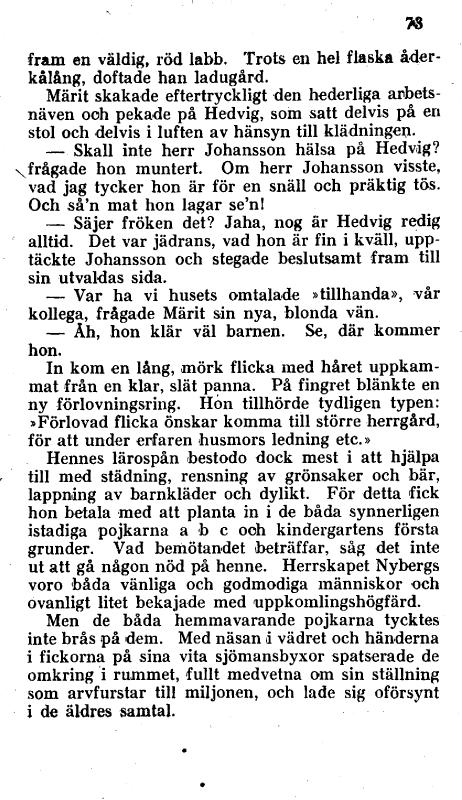 73
fram en väldig, röd labb. Trots en hel flaska åder-
kålång, doftade han ladugård.
Märit skakade eftertryckligt den hederliga arbets-
näven och pekade på Hedvig, som satt delvis på en
stol och delvis i luften av hänsyn till klädningen.
— Skall inte herr Johansson hälsa på Hedvig?
frågade hon muntert. Om herr Johansson visste,
vad jag tycker hon är för en snäll och präktig tös.
Och så'n mat hon lagar se'n!
— Säjer fröken det? Jaha, nog är Hedvig redig
alltid. Det var jädrans, vad hon är fin i kväll, upp-
täckte Johansson och stegade beslutsamt fram till
sin utvaldas sida.
— Var ha vi husets omtalade »tillhanda», vår
kollega, frågade Märit sin nya, blonda vän.
— Åh, hon klär väl barnen. Se, där kommer
hon.
In kom en lång, mörk flicka med håret uppkam-
mat från en klar, slät panna. På fingret blänkte en
ny förlovningsring. Hon tillhörde tydligen typen:
»Förlovad flicka önskar komma till större herrgård,
för att under erfaren husmors ledning etc.»
Hennes lärospån bestodo dock mest i att hjälpa
till med städning, rensning av grönsaker och bär,
lappning av barnkläder och dylikt. För detta fick
hon betala med att planta in i de båda synnerligen
istadiga pojkarna a b c och kindergartens första
grunder. Vad bemötandet beträffar, såg det inte
ut att gå någon nöd på henne. Herrskapet Nybergs
voro båda vänliga och godmodiga människor och
ovanligt litet bekajade med uppkomlingshögfärd.
Men de båda hemmavarande pojkarna tycktes
inte brås på dem. Med näsan i vädret och händerna
i fickorna på sina vita sjömansbyxor spatserade de
omkring i rummet, fullt medvetna om sin ställning
som arvfurstar till miljonen, och lade sig oförsynt
i de äldres samtal.